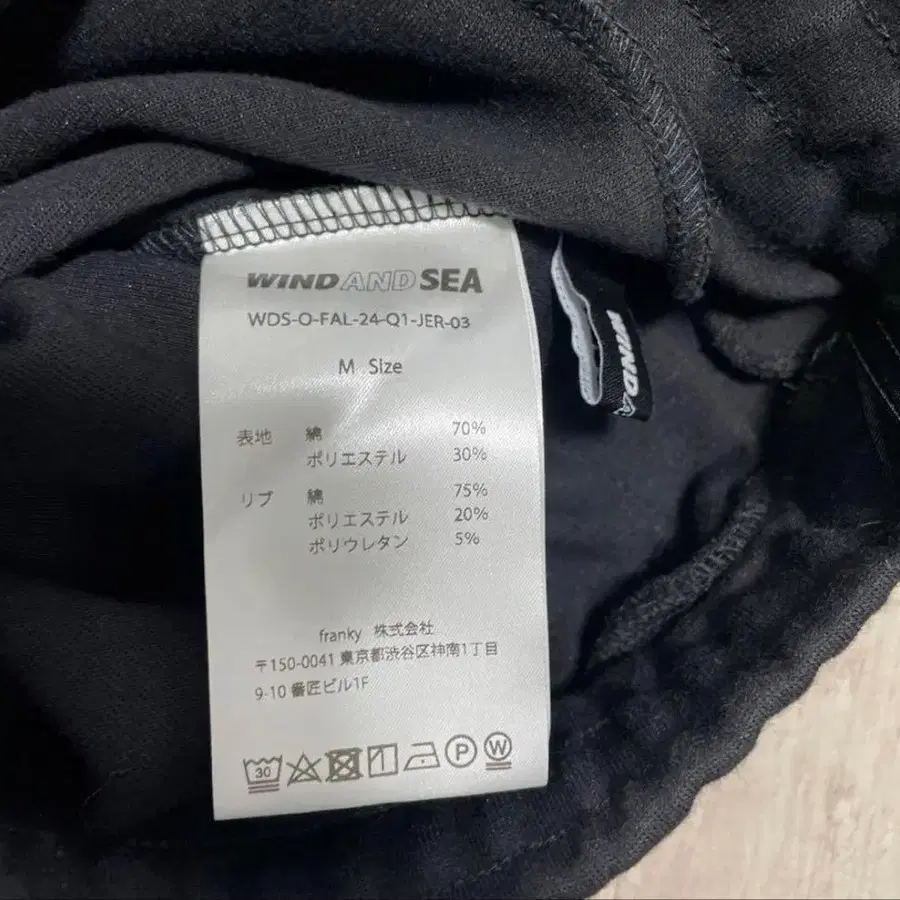 WIND AND SEA
WDS-O-FAL-24-Q1-JER-03
M Size
表地 綿 70%
ポリエステル 30%
リブ 綿 75%
ポリエステル 20%
ポリウレタン 5%
franky 株式会社
〒150-0041 東京都渋谷区神南1丁目
9-10 番匠ビル1F
30 P W
WINDA